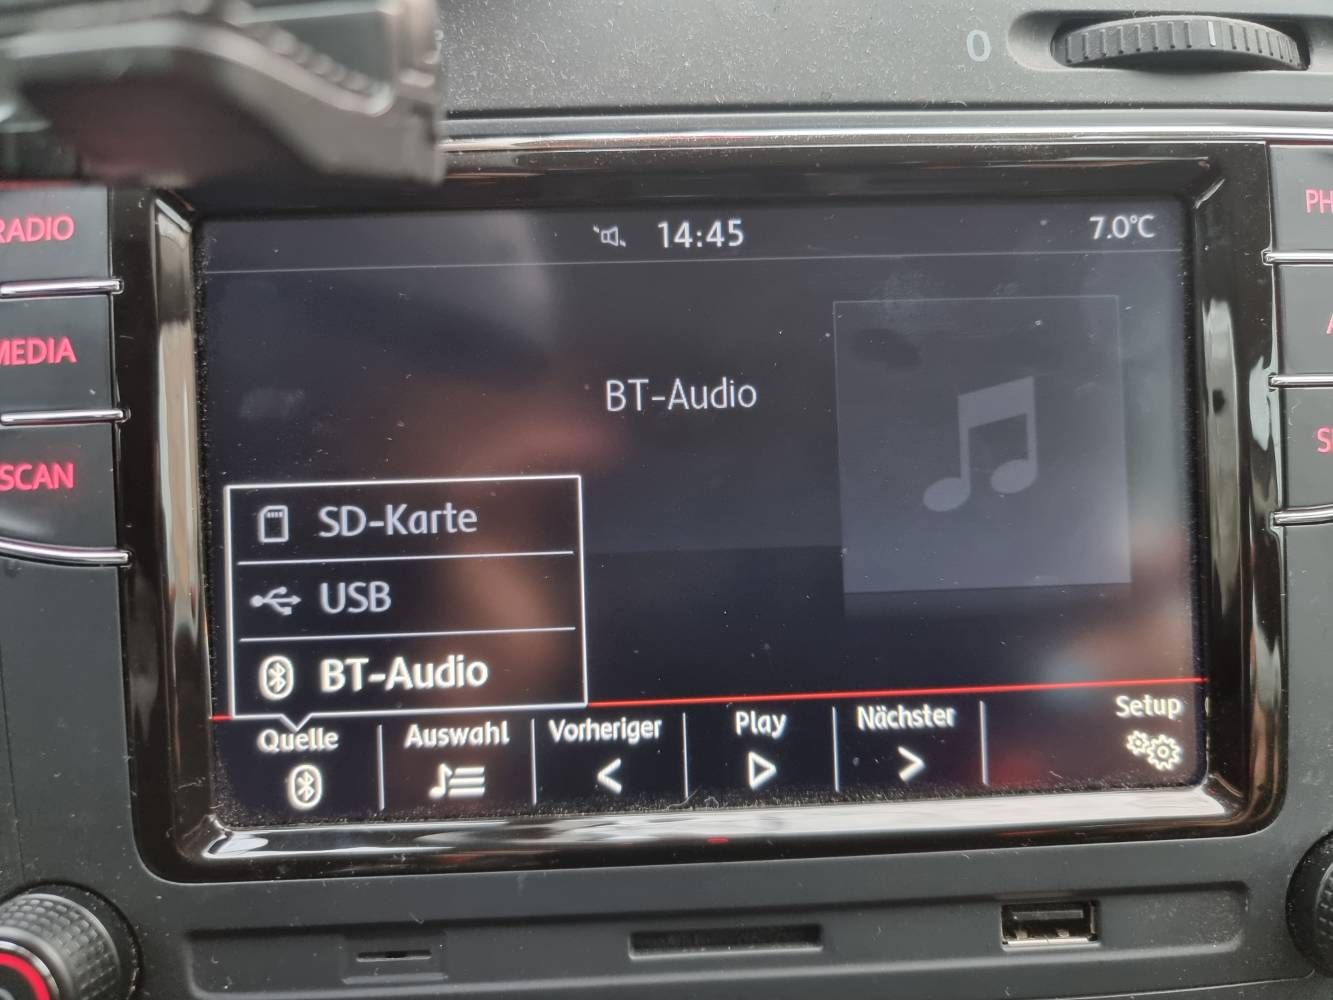 0
RADIO
14:45
7.0°C
MEDIA
BT-Audio
SCAN
SD-Karte
USB
BT-Audio
Quelle
Auswahl
Vorheriger
Play
Nächster
Setup